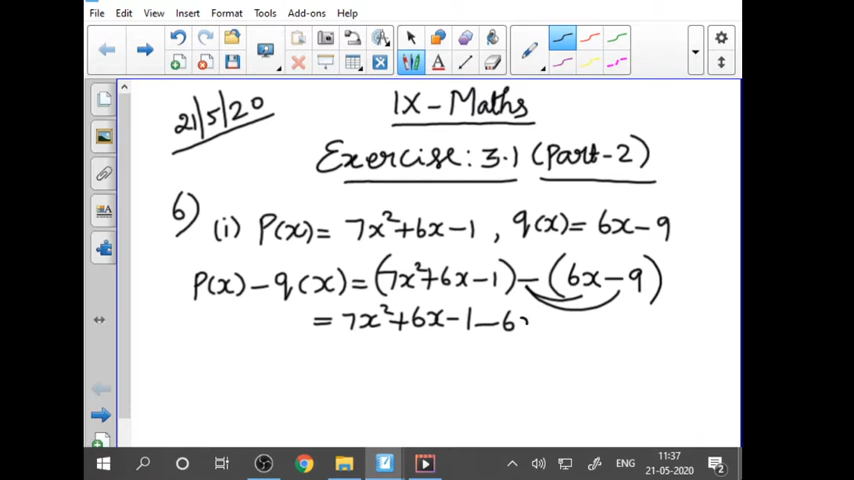 File Edit View Insert Format Tools Add-ons Help
21/5/20
IX - Maths
Exercise: 3.1 (Part-2)
6) (i) P(x) = 7x²+6x-1, q(x) = 6x-9
P(x) - q(x) = (7x²+6x-1) - (6x-9)
= 7x²+6x-1-6
ENG
11:37
21-05-2020
2